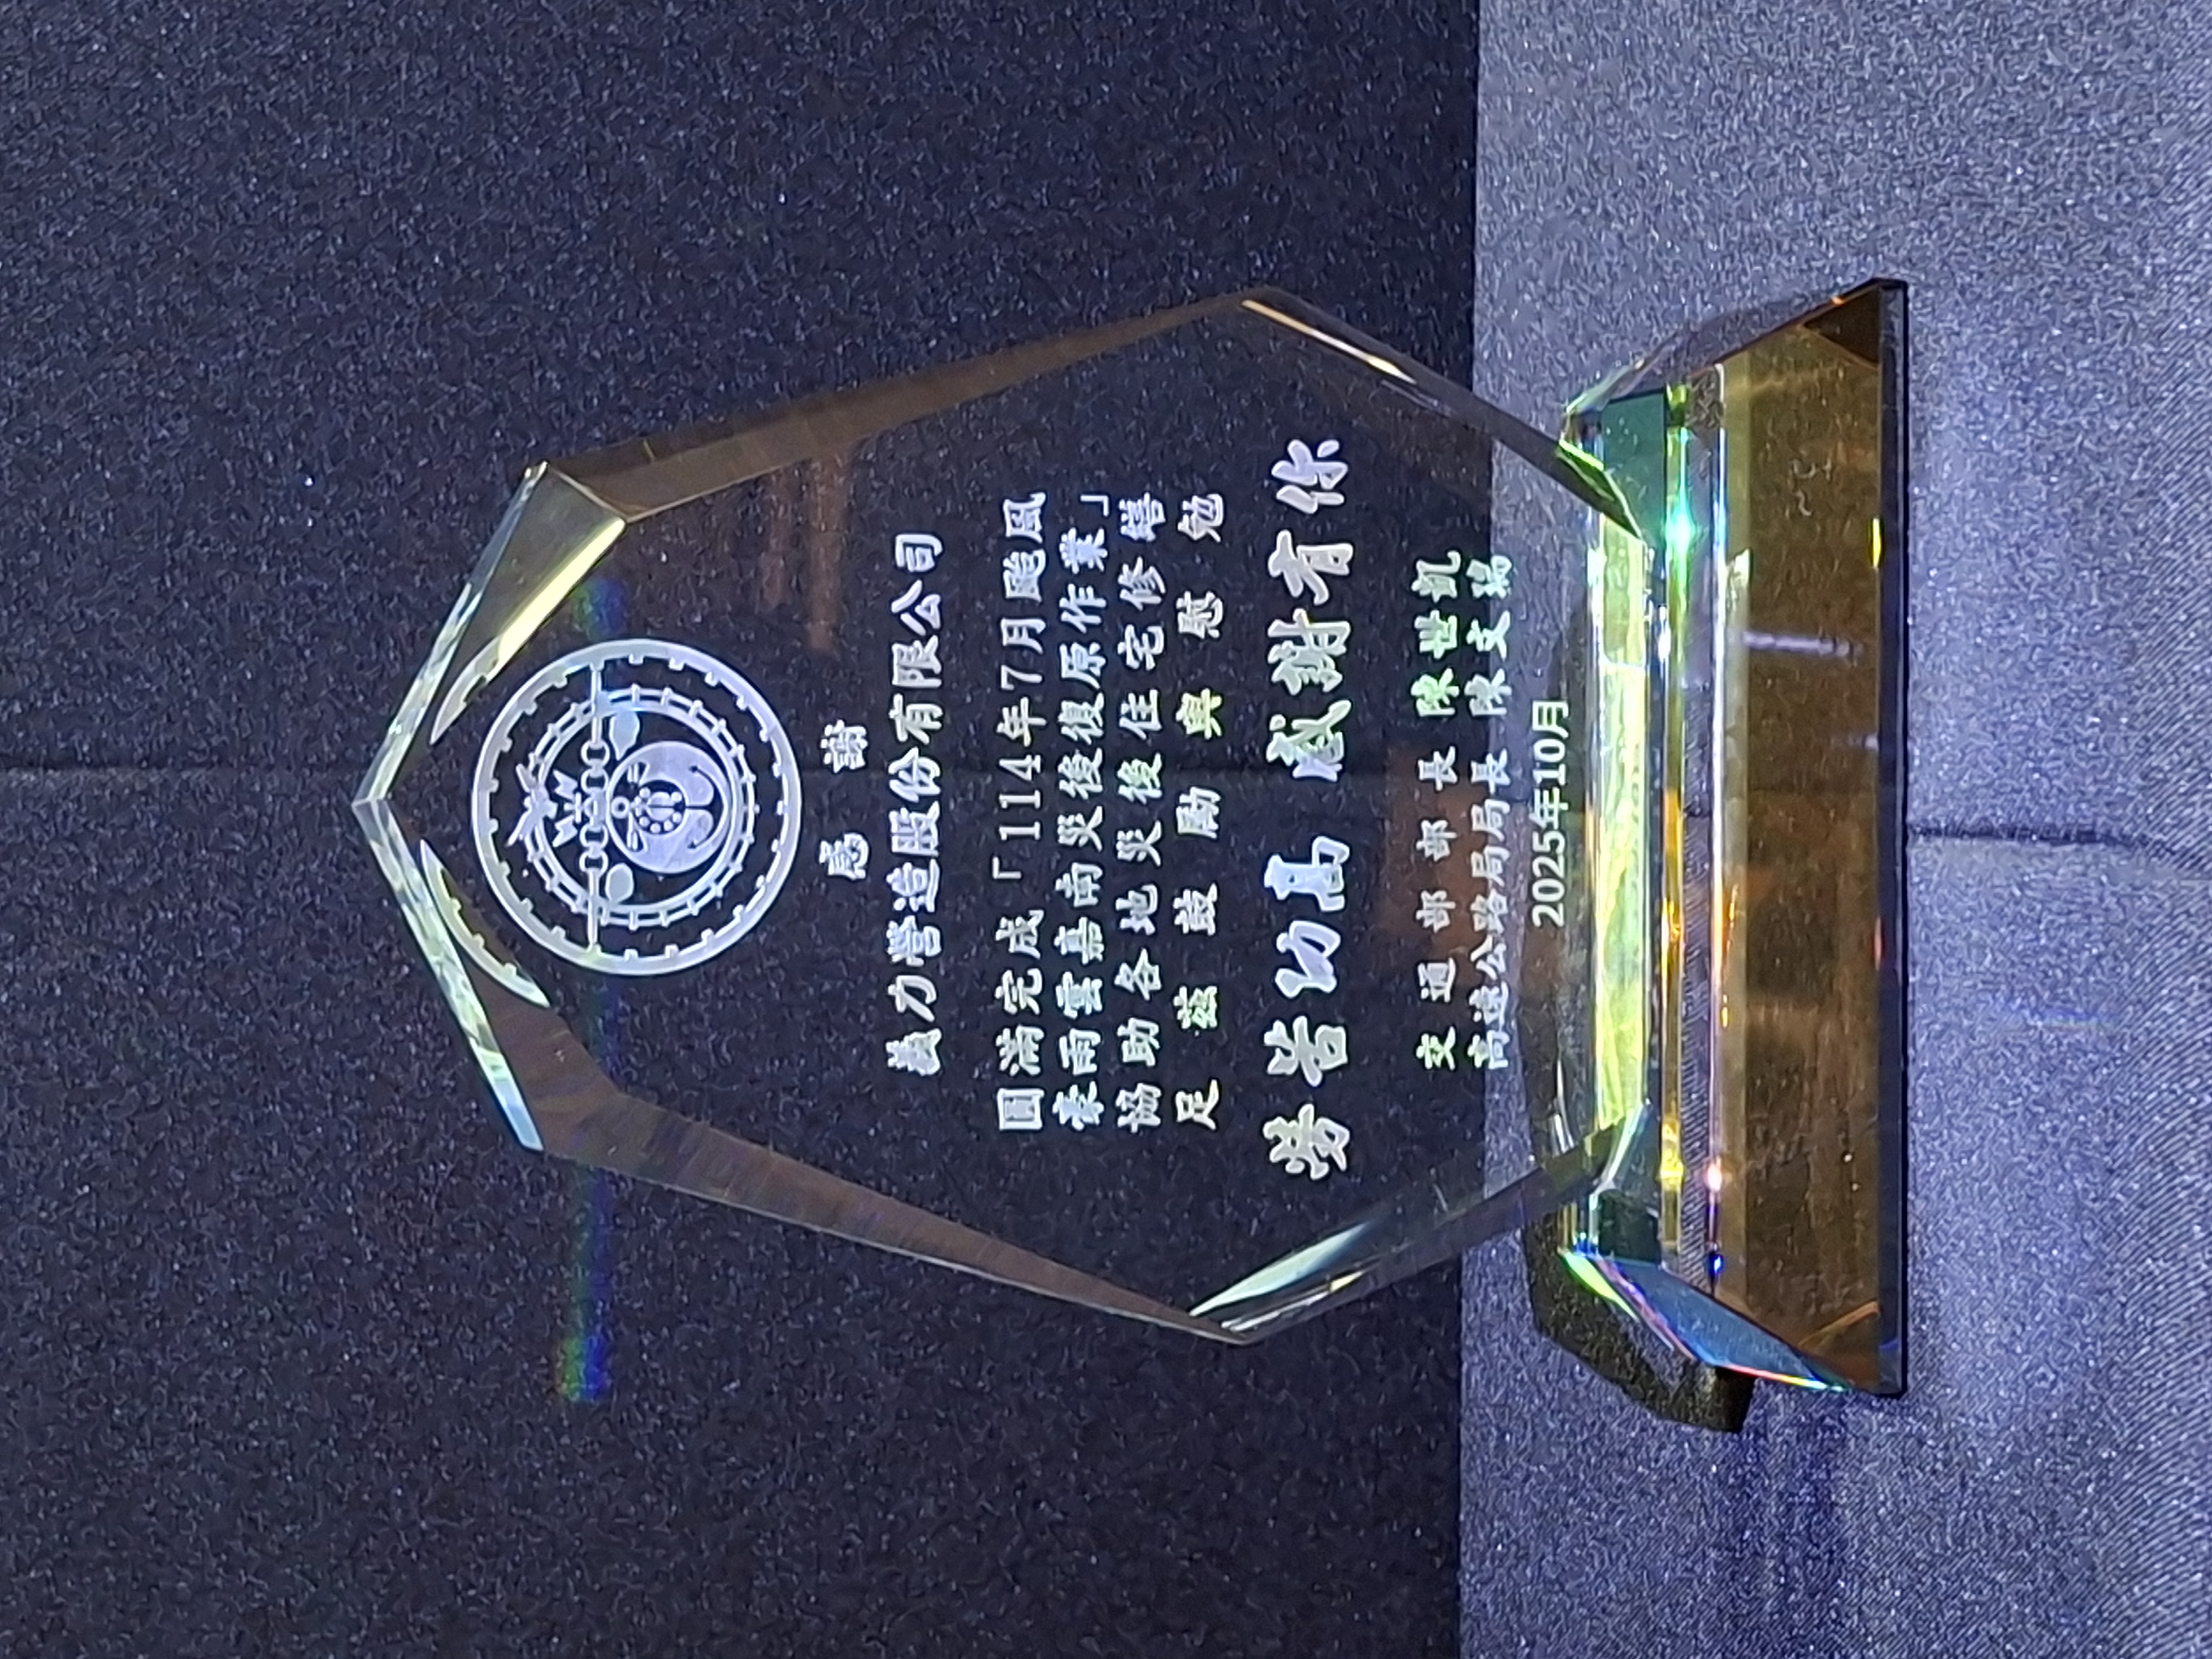 感謝
義力營造股份有限公司
圓滿完成「114年7月颱風
豪雨雲嘉南災後復原作業」
協助各地災後住宅修繕
足茲鼓勵與慰勉
勞苦功高 感謝有你
交通部部長 陳世凱
高速公路局局長 陳文瑞
2025年10月